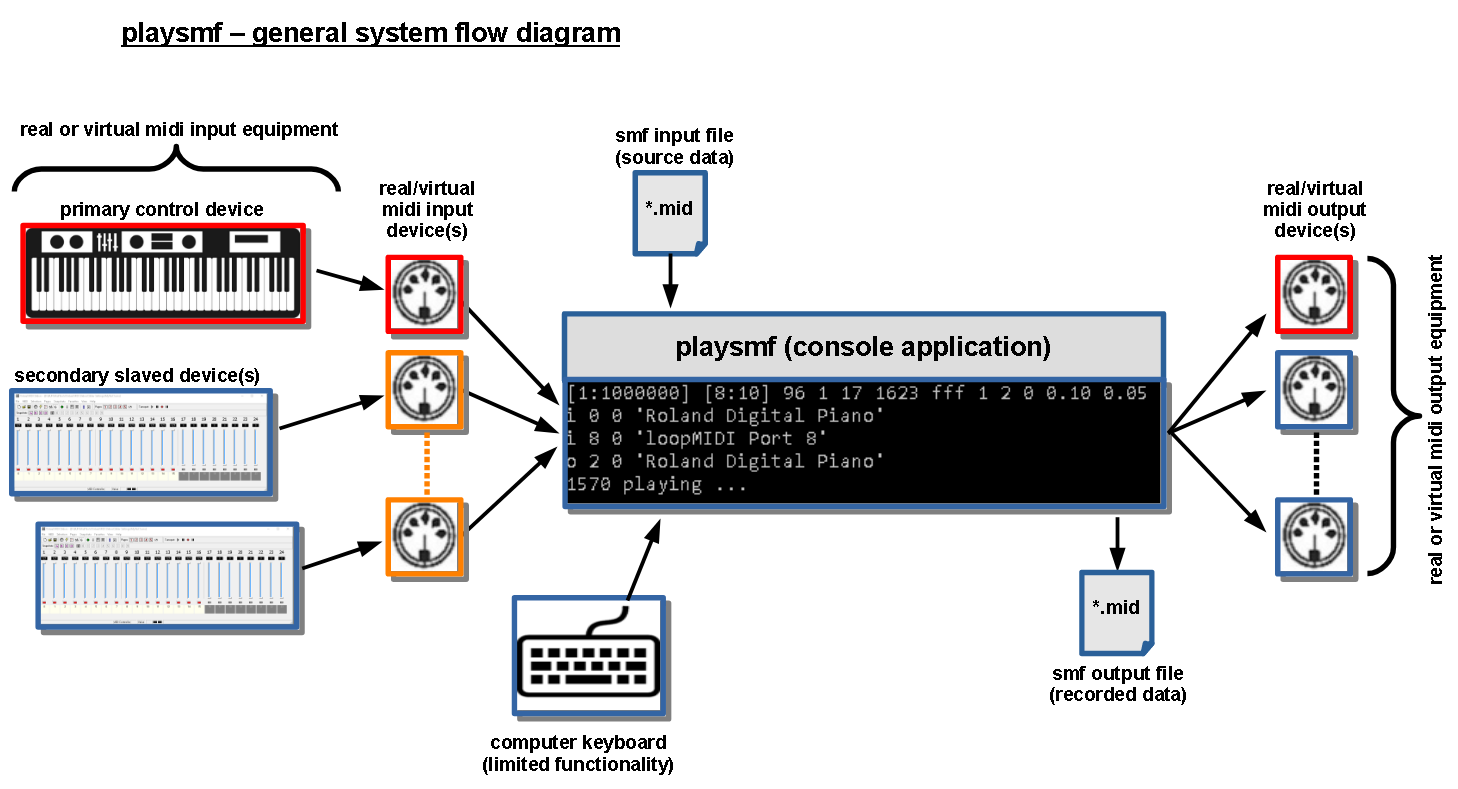 playsmf – general system flow diagram
real or virtual midi input equipment
primary control device
secondary slaved device(s)
real/virtual
midi input
device(s)
smf input file
(source data)
*.mid
playsmf (console application)
[1:1000000] [8:10] 96 1 17 1623 fff 1 2 0 0.10 0.05
i 0 0 'Roland Digital Piano'
i 8 0 'loopMIDI Port 8'
o 2 0 'Roland Digital Piano'
1570 playing ...
computer keyboard
(limited functionality)
*.mid
smf output file
(recorded data)
real/virtual
midi output
device(s)
real or virtual midi output equipment